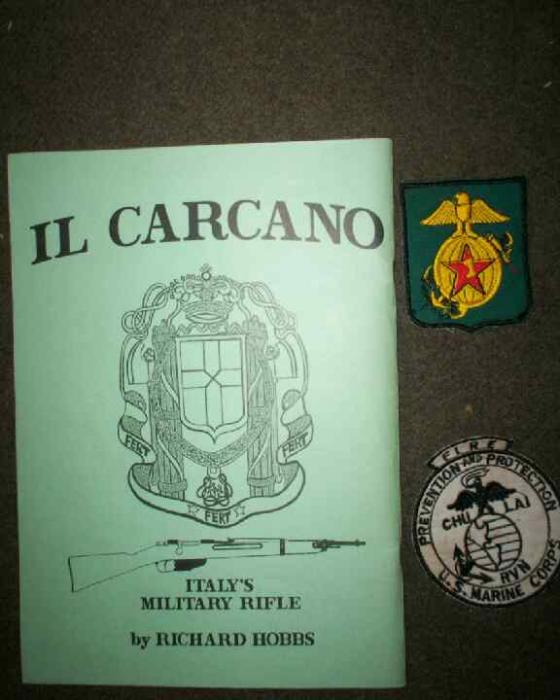 IL CARCANO
FERT
FERT
FERT
ITALY'S
MILITARY RIFLE
by RICHARD HOBBS
FIRE
PREVENTION AND PROTECTION
CHU LAI
RVN
U.S. MARINE CORPS